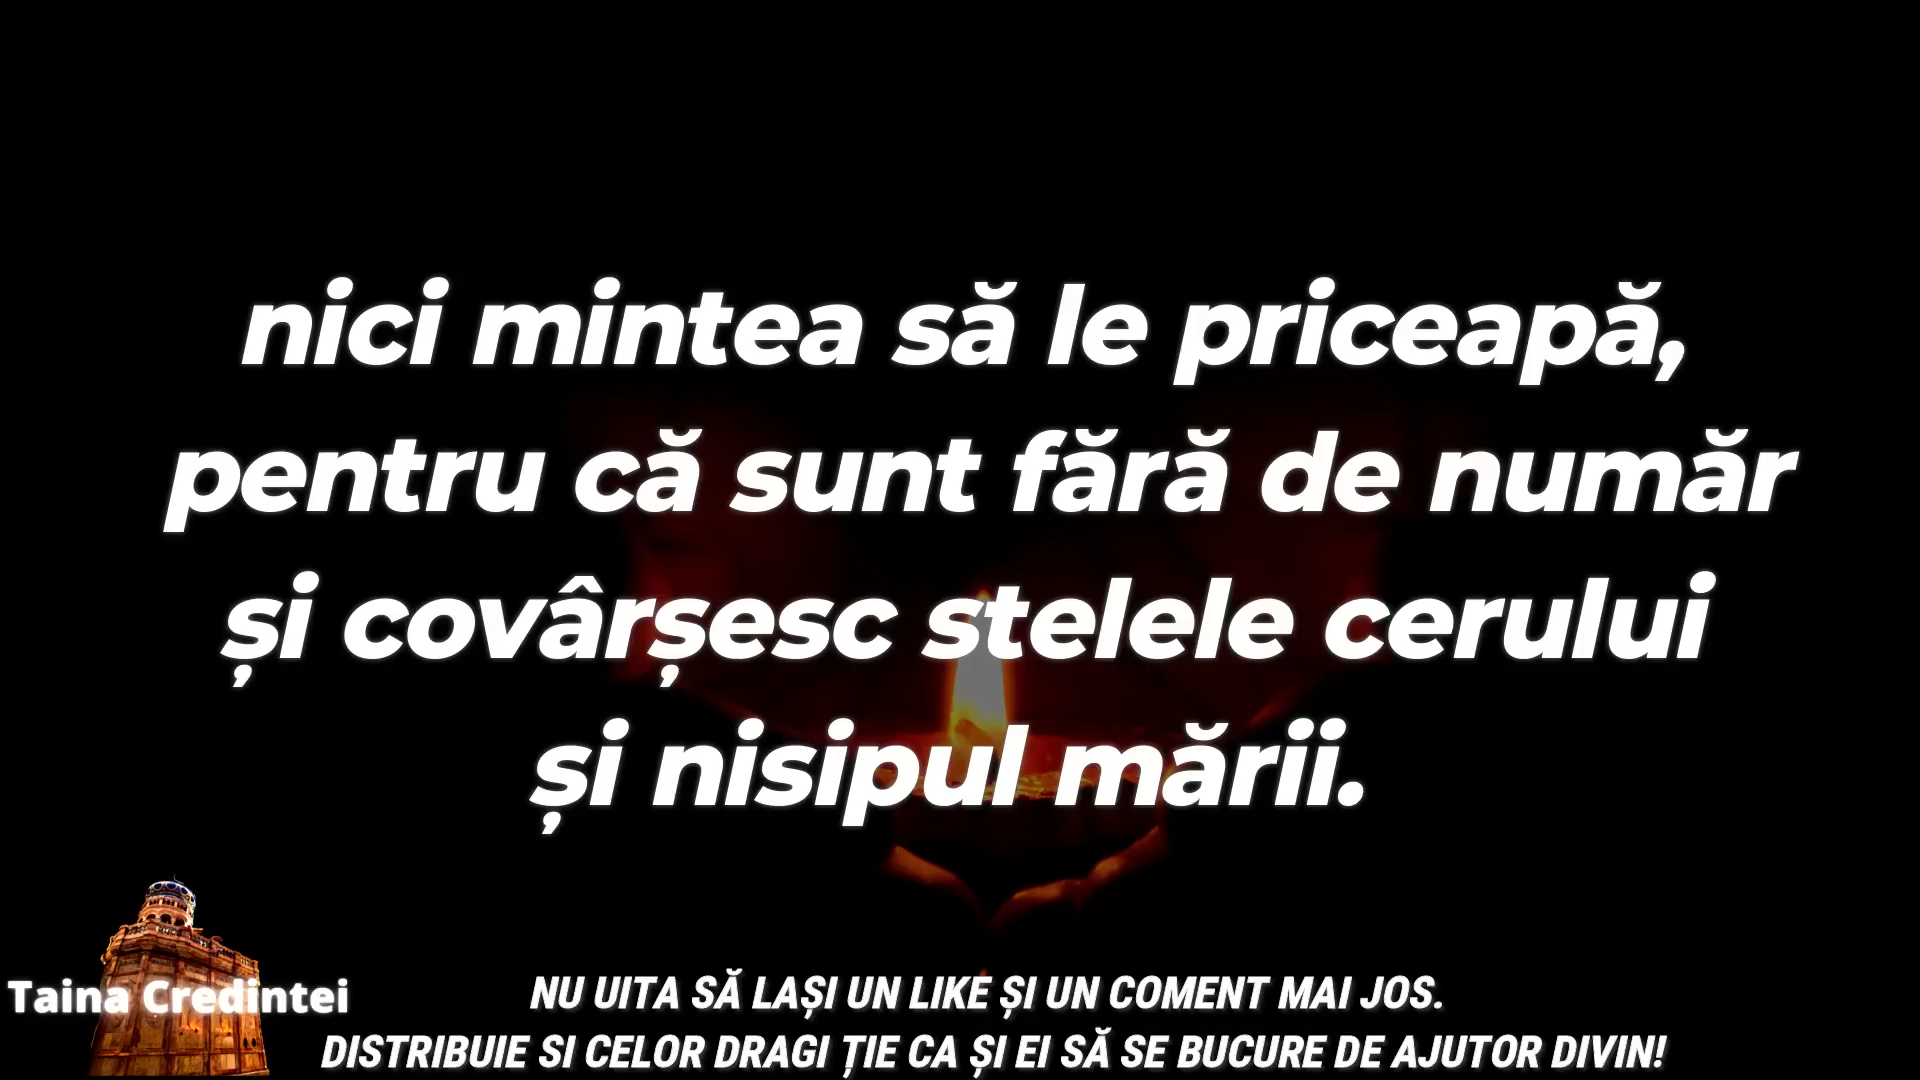 nici mintea să le priceapă,
pentru că sunt fără de număr
și covârșesc stelele cerului
și nisipul mării.
Taina Credintei
NU UITA SĂ LAȘI UN LIKE ȘI UN COMENT MAI JOS.
DISTRIBUIE SI CELOR DRAGI ȚIE CA ȘI EI SĂ SE BUCURE DE AJUTOR DIVIN!